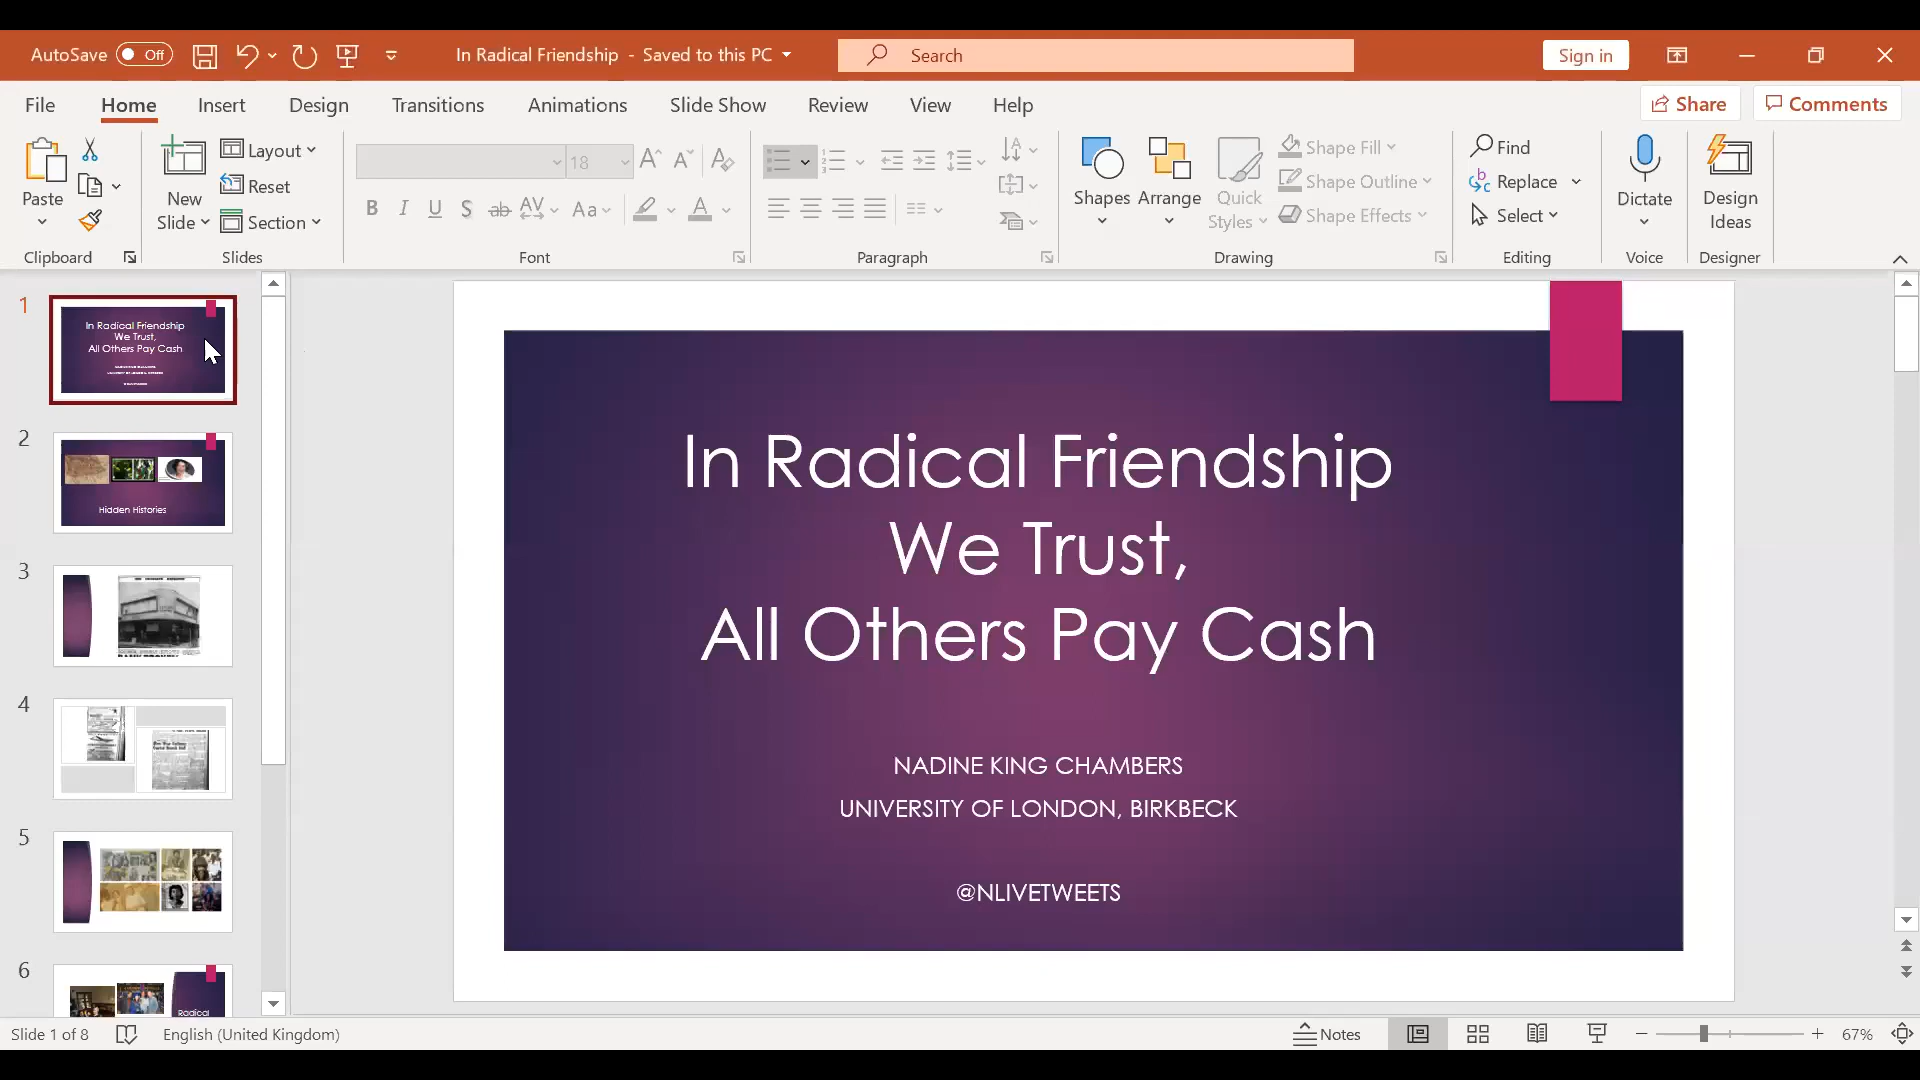 AutoSave Off
In Radical Friendship - Saved to this PC
Search
Sign in
File Home Insert Design Transitions Animations Slide Show Review View Help
Share Comments
Paste
Clipboard
New Slide
Layout
Reset
Section
Slides
18
Font
Paragraph
Shapes
Arrange
Quick Styles
Shape Fill
Shape Outline
Shape Effects
Drawing
Find
Replace
Select
Editing
Dictate
Voice
Design Ideas
Designer
1
In Radical Friendship
We Trust,
All Others Pay Cash
2
Hidden Histories
3
4
5
6
Radical
In Radical Friendship
We Trust,
All Others Pay Cash
NADINE KING CHAMBERS
UNIVERSITY OF LONDON, BIRKBECK
@NLIVETWEETS
Slide 1 of 8
English (United Kingdom)
Notes
67%